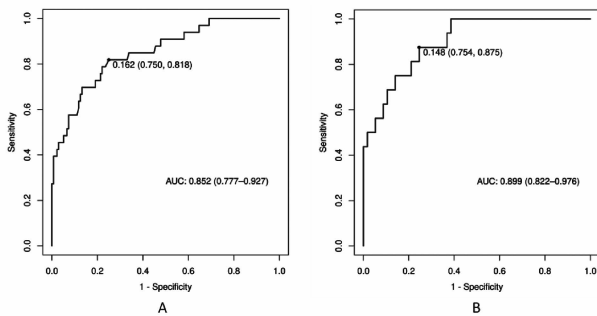 1.0
0.8
0.6
0.4
0.2
0.0
Sensitivity
0.162 (0.750, 0.818)
AUC: 0.852 (0.777–0.927)
0.0 0.2 0.4 0.6 0.8 1.0
1 - Specificity
A
1.0
0.8
0.6
0.4
0.2
0.0
Sensitivity
0.148 (0.754, 0.875)
AUC: 0.899 (0.822–0.976)
0.0 0.2 0.4 0.6 0.8 1.0
1 - Specificity
B